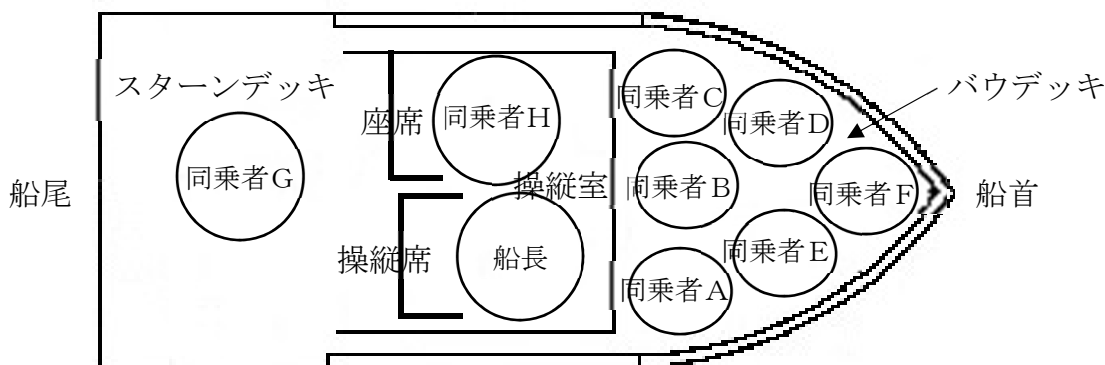 スターンデッキ
バウデッキ
同乗者C
同乗者H
同乗者D
座席
同乗者G
操縦室
同乗者B
同乗者F
船尾
船首
操縦席
船長
同乗者E
同乗者A